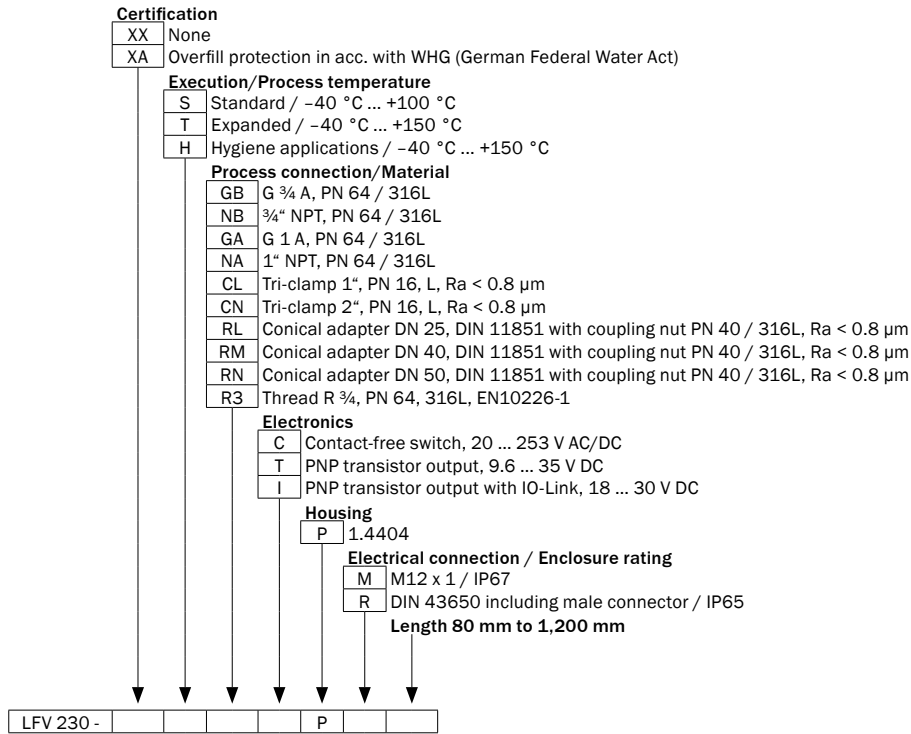 Certification
XX None
XA Overfill protection in acc. with WHG (German Federal Water Act)
Execution/Process temperature
S Standard / –40 °C ... +100 °C
T Expanded / –40 °C ... +150 °C
H Hygiene applications / –40 °C ... +150 °C
Process connection/Material
GB G ¾ A, PN 64 / 316L
NB ¾“ NPT, PN 64 / 316L
GA G 1 A, PN 64 / 316L
NA 1“ NPT, PN 64 / 316L
CL Tri-clamp 1“, PN 16, L, Ra < 0.8 µm
CN Tri-clamp 2“, PN 16, L, Ra < 0.8 µm
RL Conical adapter DN 25, DIN 11851 with coupling nut PN 40 / 316L, Ra < 0.8 µm
RM Conical adapter DN 40, DIN 11851 with coupling nut PN 40 / 316L, Ra < 0.8 µm
RN Conical adapter DN 50, DIN 11851 with coupling nut PN 40 / 316L, Ra < 0.8 µm
R3 Thread R ¾, PN 64, 316L, EN10226-1
Electronics
C Contact-free switch, 20 ... 253 V AC/DC
T PNP transistor output, 9.6 ... 35 V DC
I PNP transistor output with IO-Link, 18 ... 30 V DC
Housing
P 1.4404
Electrical connection / Enclosure rating
M M12 x 1 / IP67
R DIN 43650 including male connector / IP65
Length 80 mm to 1,200 mm
LFV 230 - P